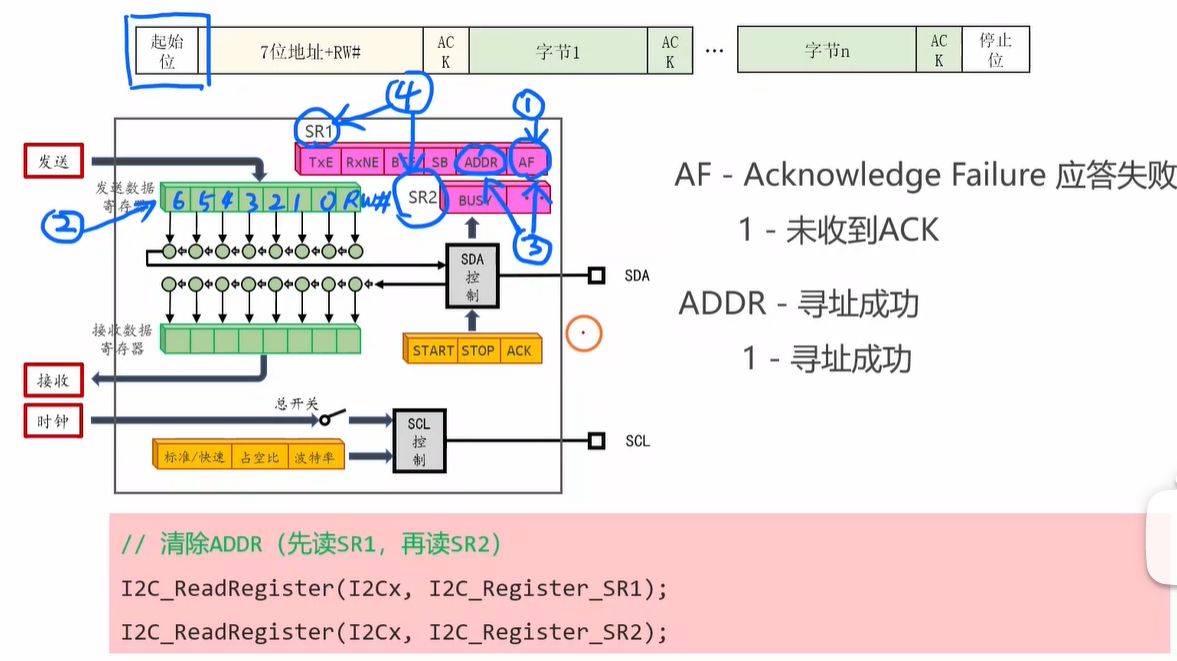 起始位 7位地址+RW# ACK 字节1 ACK … 字节n ACK 停止位
④ ①
SR1
TxE RxNE BTF SB ADDR AF
发送
发送数据寄存器
6 5 4 3 2 1 0 RW#
SR2 BUSY
② ③
SDA控制
SDA
START STOP ACK
接收数据寄存器
接收
时钟
总开关
SCL控制
SCL
标准/快速 占空比 波特率
AF - Acknowledge Failure 应答失败
1 - 未收到ACK
ADDR - 寻址成功
1 - 寻址成功
// 清除ADDR（先读SR1，再读SR2）
I2C_ReadRegister(I2Cx, I2C_Register_SR1);
I2C_ReadRegister(I2Cx, I2C_Register_SR2);